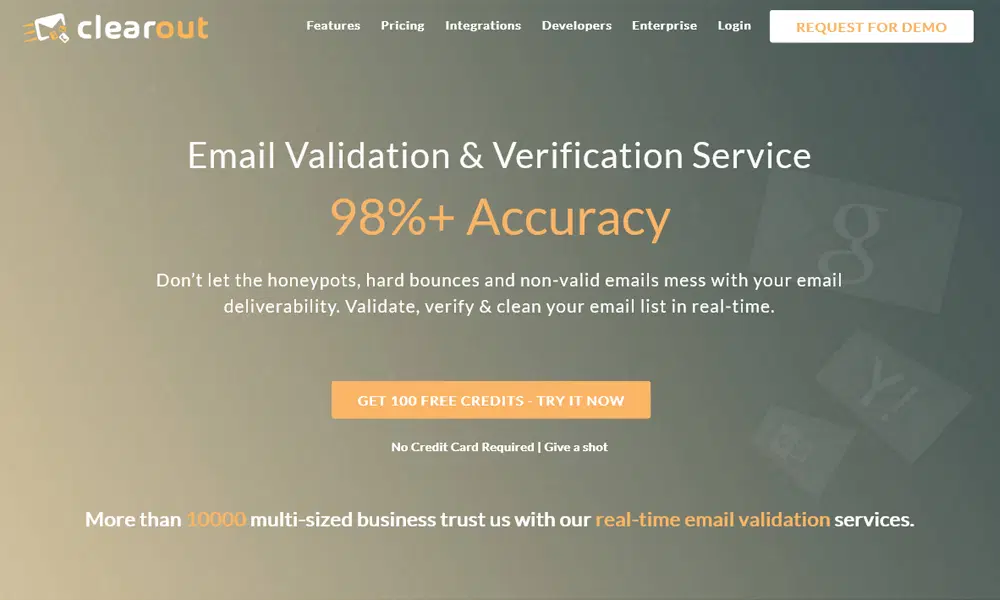 clearout
Features Pricing Integrations Developers Enterprise Login REQUEST FOR DEMO
Email Validation & Verification Service
98%+ Accuracy
Don't let the honeypots, hard bounces and non-valid emails mess with your email
deliverability. Validate, verify & clean your email list in real-time.
g
Y!
GET 100 FREE CREDITS - TRY IT NOW
No Credit Card Required | Give a shot
More than 10000 multi-sized business trust us with our real-time email validation services.